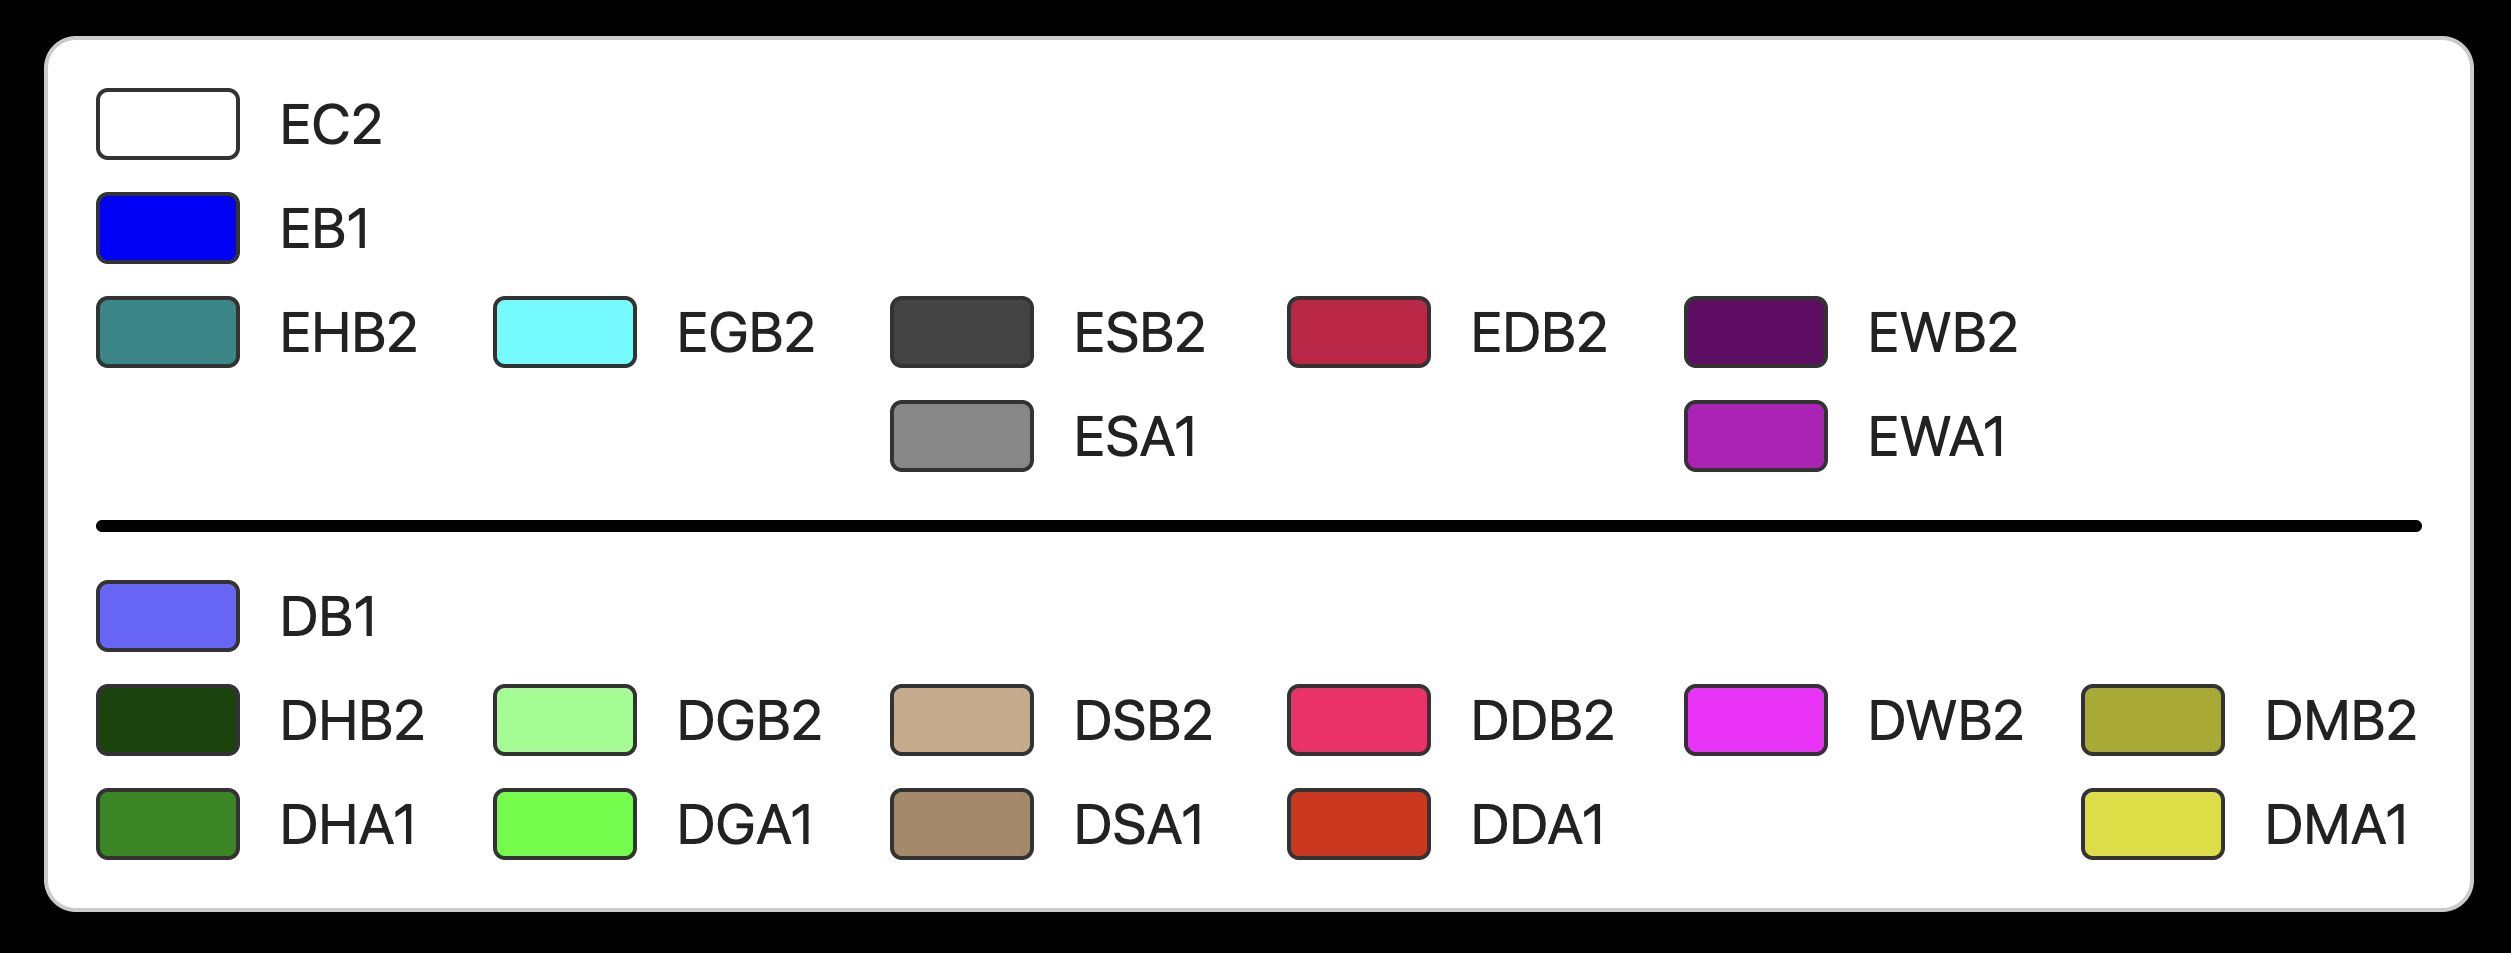 EC2
EB1
EHB2 EGB2 ESB2 EDB2 EWB2
ESA1 EWA1
DB1
DHB2 DGB2 DSB2 DDB2 DWB2 DMB2
DHA1 DGA1 DSA1 DDA1 DMA1